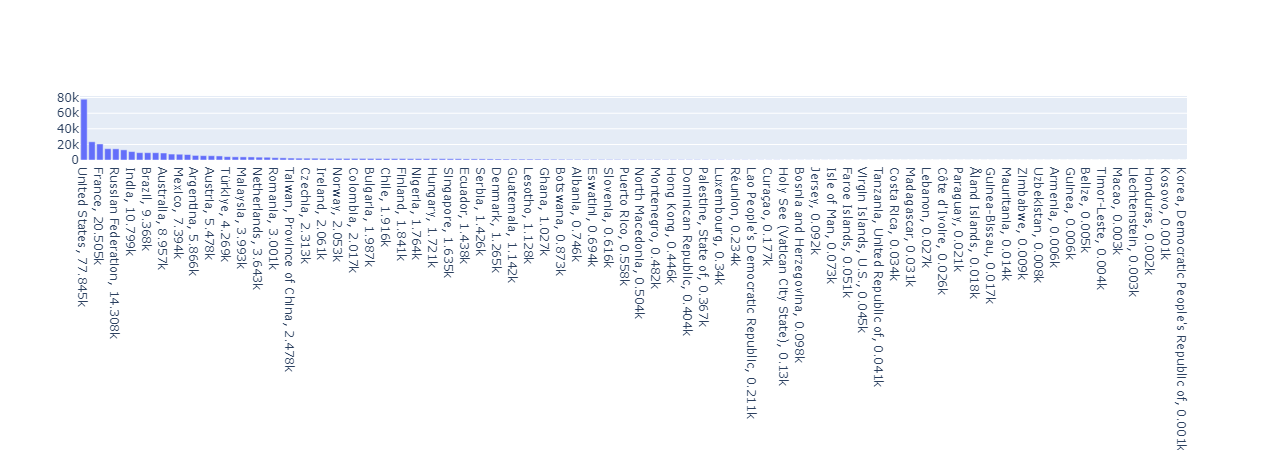 80k
60k
40k
20k
0
United States, 77.845k
France, 20.505k
Russian Federation, 14.308k
India, 10.799k
Brazil, 9.368k
Australia, 8.957k
Mexico, 7.394k
Argentina, 5.866k
Austria, 5.478k
Türkiye, 4.269k
Malaysia, 3.993k
Netherlands, 3.643k
Romania, 3.001k
Taiwan, Province of China, 2.478k
Czechia, 2.313k
Ireland, 2.061k
Norway, 2.053k
Colombia, 2.017k
Bulgaria, 1.987k
Chile, 1.916k
Finland, 1.841k
Nigeria, 1.764k
Hungary, 1.721k
Singapore, 1.635k
Ecuador, 1.438k
Serbia, 1.426k
Denmark, 1.265k
Guatemala, 1.142k
Lesotho, 1.128k
Ghana, 1.027k
Botswana, 0.873k
Albania, 0.746k
Eswatini, 0.694k
Slovenia, 0.616k
Puerto Rico, 0.558k
North Macedonia, 0.504k
Montenegro, 0.482k
Hong Kong, 0.446k
Dominican Republic, 0.404k
Palestine, State of, 0.367k
Luxembourg, 0.34k
Réunion, 0.234k
Lao People's Democratic Republic, 0.211k
Curaçao, 0.177k
Holy See (Vatican City State), 0.13k
Bosnia and Herzegovina, 0.098k
Jersey, 0.092k
Isle of Man, 0.073k
Faroe Islands, 0.051k
Virgin Islands, U.S., 0.045k
Tanzania, United Republic of, 0.041k
Costa Rica, 0.034k
Madagascar, 0.031k
Lebanon, 0.027k
Côte d'Ivoire, 0.026k
Paraguay, 0.021k
Åland Islands, 0.018k
Guinea-Bissau, 0.017k
Mauritania, 0.014k
Zimbabwe, 0.009k
Uzbekistan, 0.008k
Armenia, 0.006k
Guinea, 0.006k
Belize, 0.005k
Timor-Leste, 0.004k
Macao, 0.003k
Liechtenstein, 0.003k
Honduras, 0.002k
Kosovo, 0.001k
Korea, Democratic People's Republic of, 0.001k